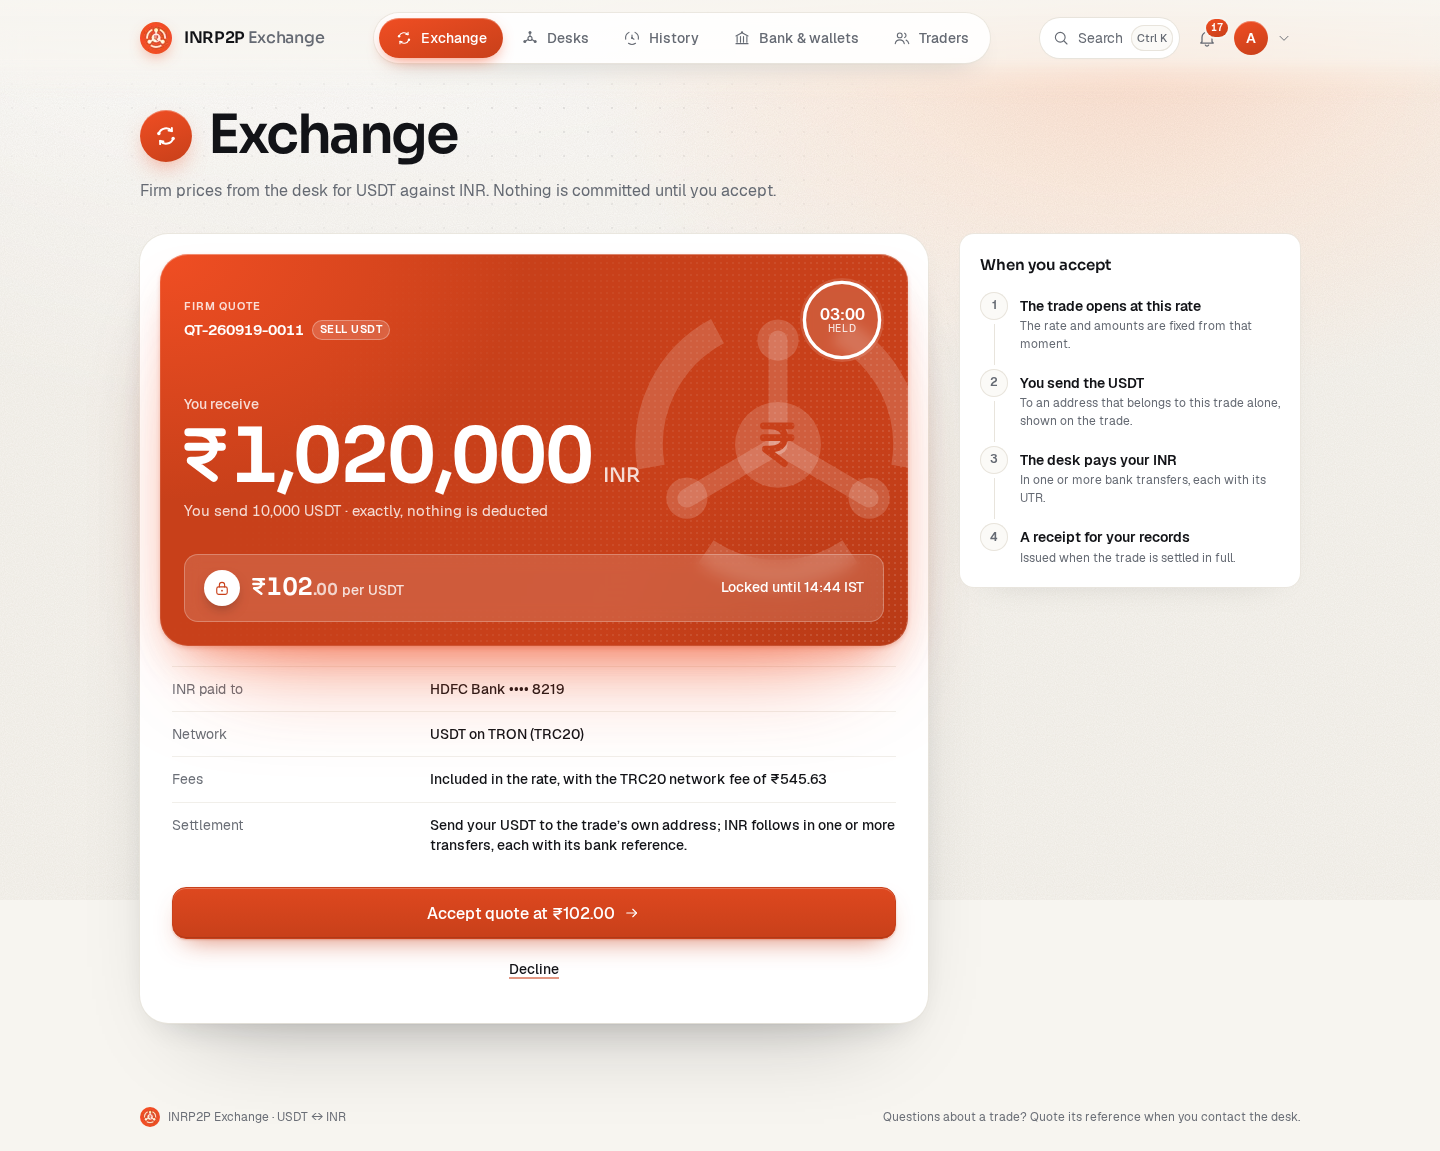 INRP2P Exchange
Exchange
Desks
History
Bank & wallets
Traders
Search
Ctrl K
17
A
Exchange
Firm prices from the desk for USDT against INR. Nothing is committed until you accept.
FIRM QUOTE
QT-260919-0011
SELL USDT
03:00
HELD
You receive
₹1,020,000 INR
₹
You send 10,000 USDT · exactly, nothing is deducted
₹102.00 per USDT
Locked until 14:44 IST
INR paid to
HDFC Bank •••• 8219
Network
USDT on TRON (TRC20)
Fees
Included in the rate, with the TRC20 network fee of ₹545.63
Settlement
Send your USDT to the trade's own address; INR follows in one or more
transfers, each with its bank reference.
Accept quote at ₹102.00 →
Decline
When you accept
1
The trade opens at this rate
The rate and amounts are fixed from that
moment.
2
You send the USDT
To an address that belongs to this trade alone,
shown on the trade.
3
The desk pays your INR
In one or more bank transfers, each with its
UTR.
4
A receipt for your records
Issued when the trade is settled in full.
INRP2P Exchange · USDT ↔ INR
Questions about a trade? Quote its reference when you contact the desk.